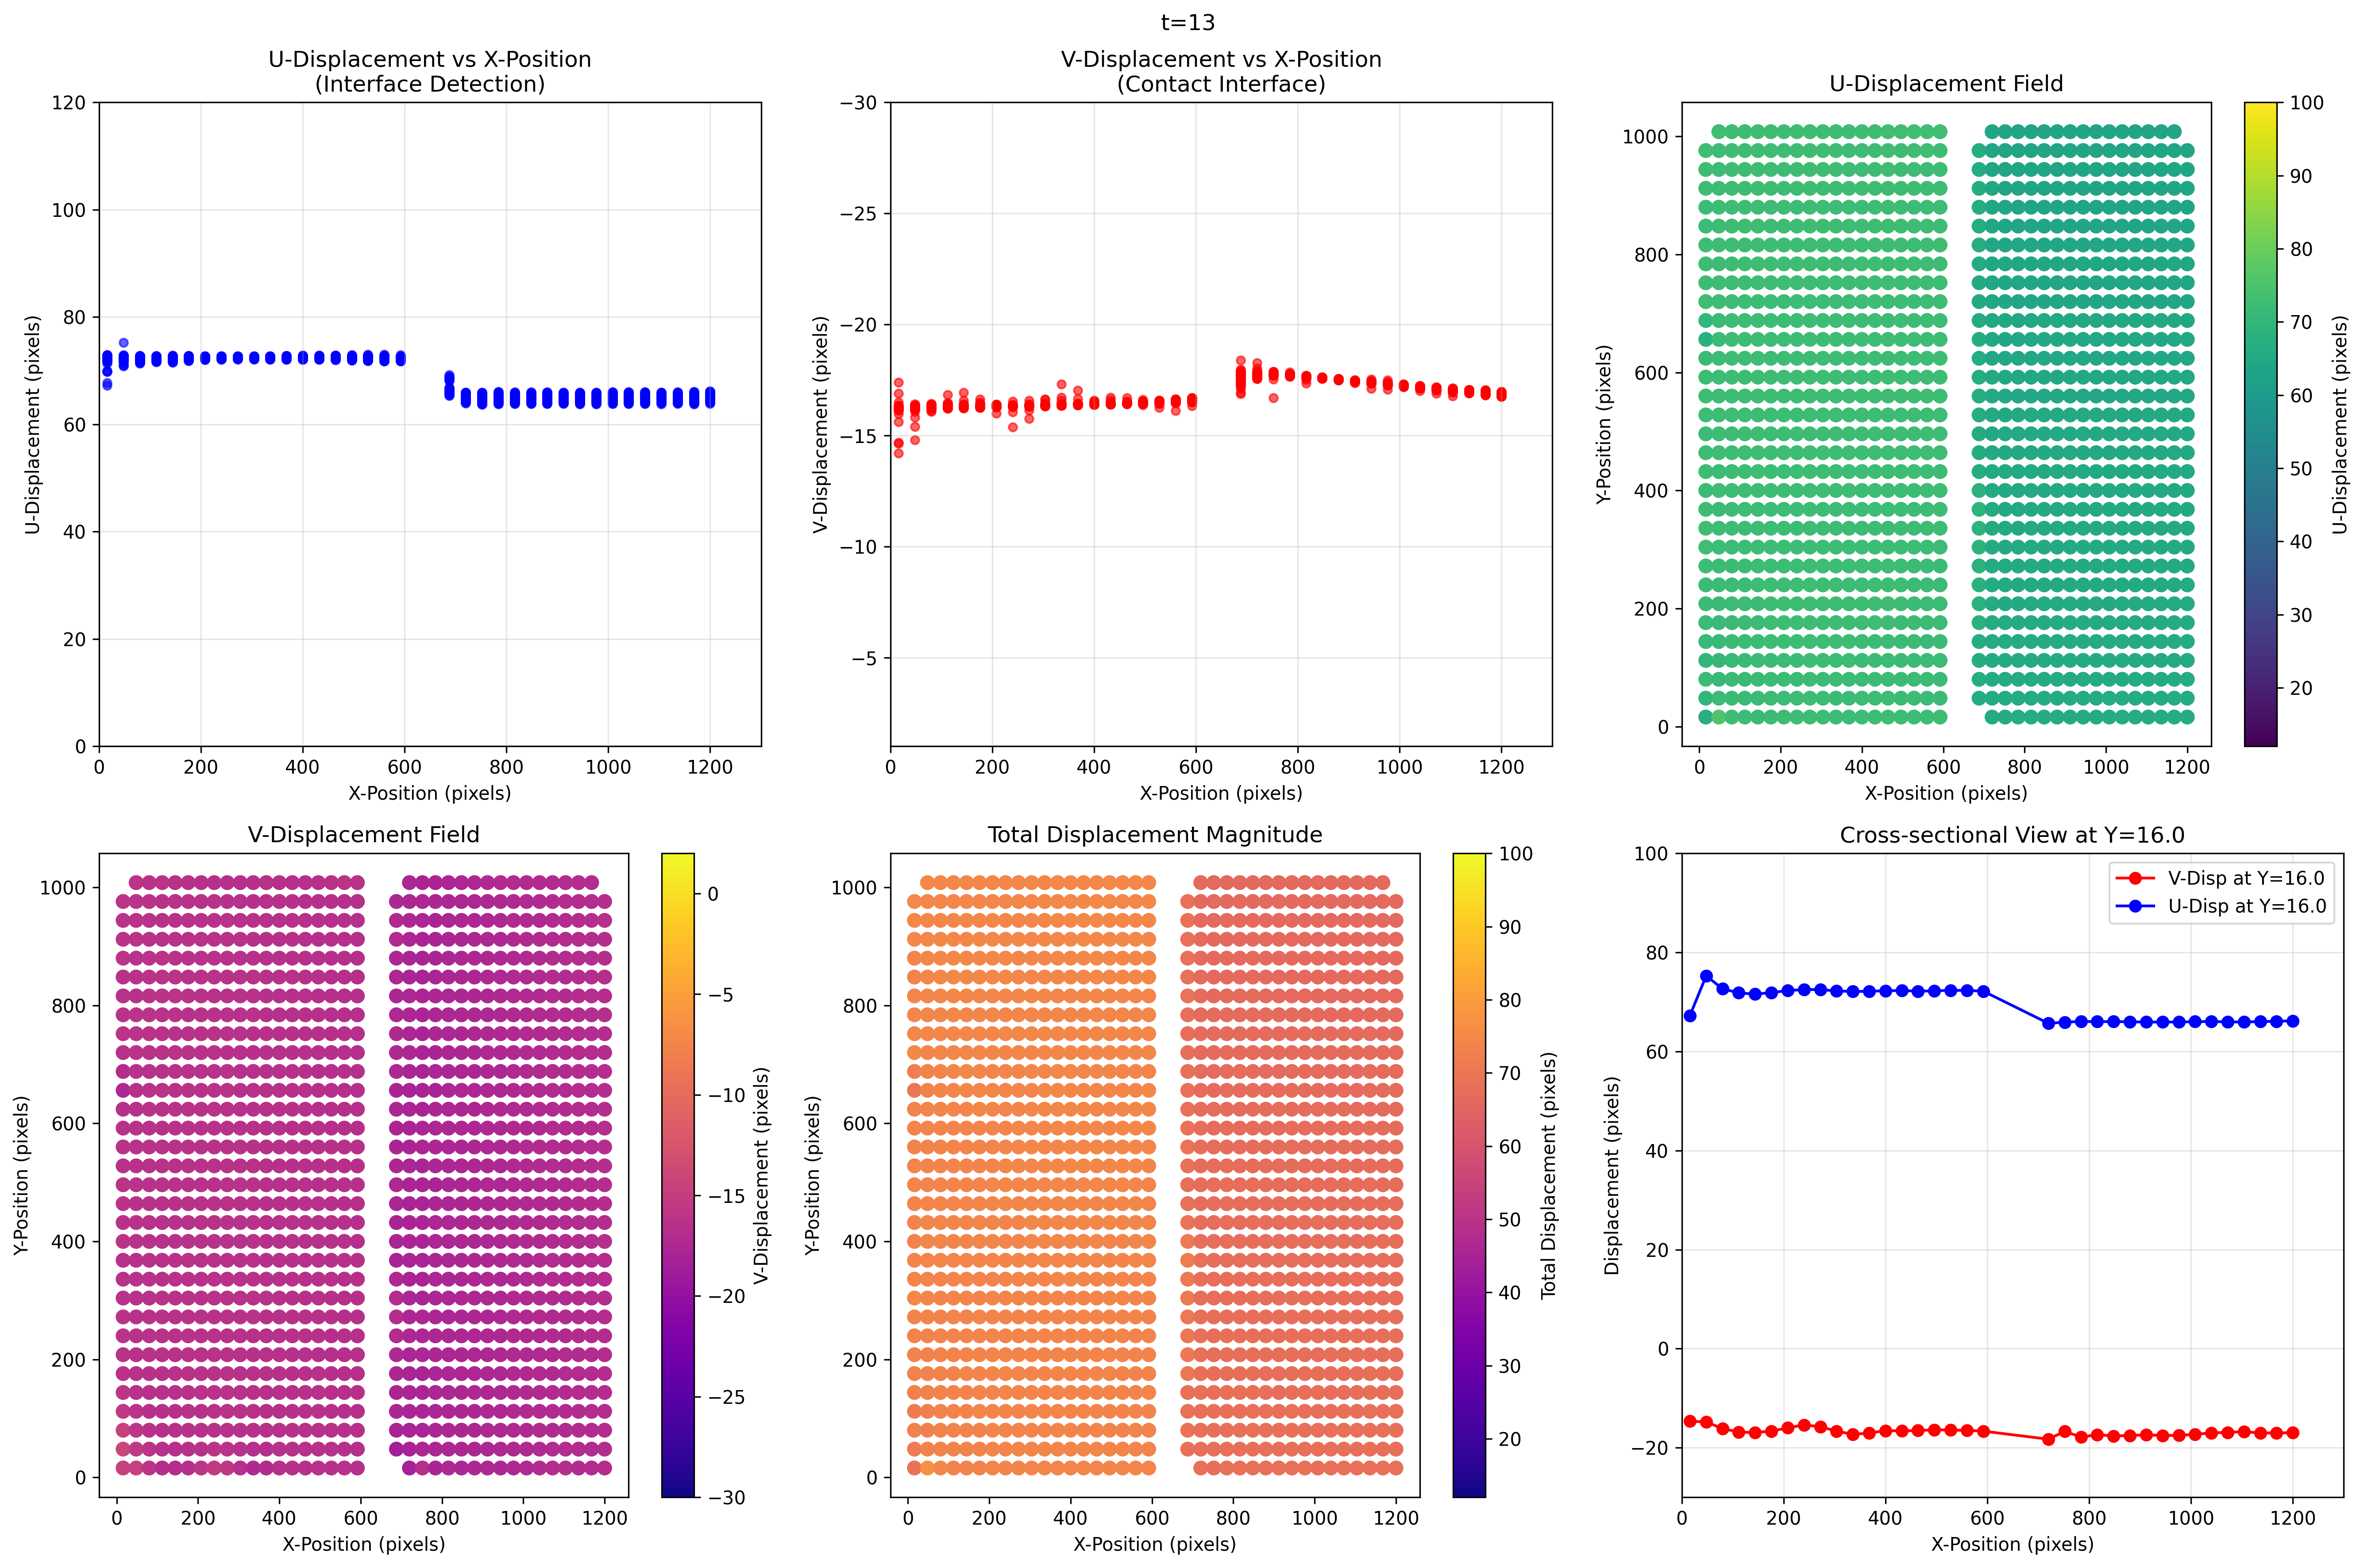 t=13
U-Displacement vs X-Position
(Interface Detection)
120
100
80
60
40
20
0
U-Displacement (pixels)
0 200 400 600 800 1000 1200
X-Position (pixels)
V-Displacement vs X-Position
(Contact Interface)
−30
−25
−20
−15
−10
−5
V-Displacement (pixels)
0 200 400 600 800 1000 1200
X-Position (pixels)
U-Displacement Field
1000
800
600
400
200
0
Y-Position (pixels)
0 200 400 600 800 1000 1200
X-Position (pixels)
100
90
80
70
60
50
40
30
20
U-Displacement (pixels)
V-Displacement Field
1000
800
600
400
200
0
Y-Position (pixels)
0 200 400 600 800 1000 1200
X-Position (pixels)
0
−5
−10
−15
−20
−25
−30
V-Displacement (pixels)
Total Displacement Magnitude
1000
800
600
400
200
0
Y-Position (pixels)
0 200 400 600 800 1000 1200
X-Position (pixels)
100
90
80
70
60
50
40
30
20
Total Displacement (pixels)
Cross-sectional View at Y=16.0
V-Disp at Y=16.0
U-Disp at Y=16.0
100
80
60
40
20
0
−20
Displacement (pixels)
0 200 400 600 800 1000 1200
X-Position (pixels)